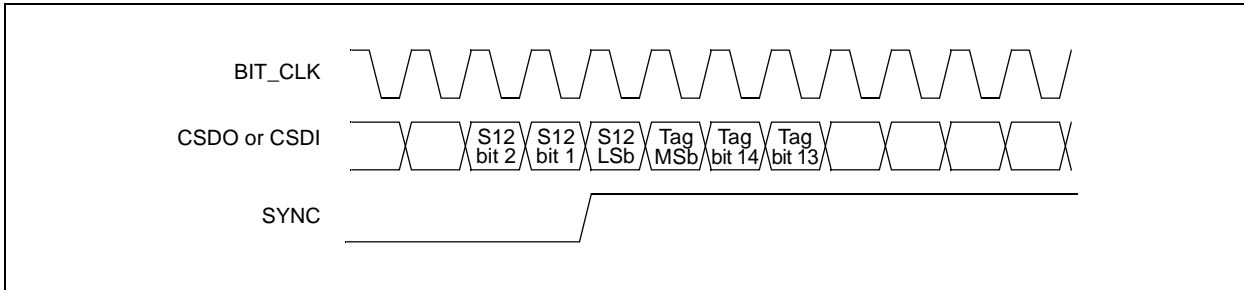 BIT_CLK
CSDO or CSDI
S12 bit 2
S12 bit 1
S12 LSb
Tag MSb
Tag bit 14
Tag bit 13
SYNC